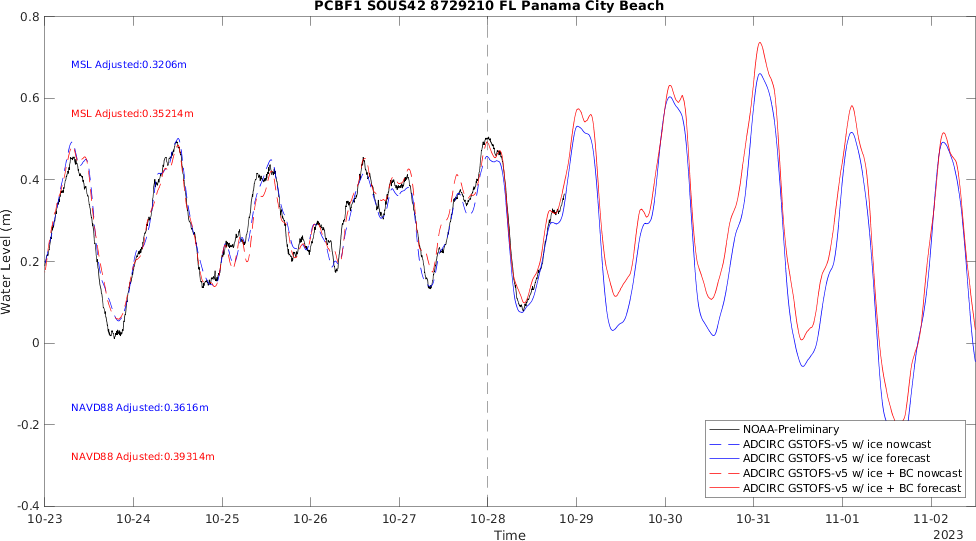 PCBF1 SOUS42 8729210 FL Panama City Beach
0.8
0.6
0.4
0.2
0
-0.2
-0.4
Water Level (m)
MSL Adjusted:0.3206m
MSL Adjusted:0.35214m
NAVD88 Adjusted:0.3616m
NAVD88 Adjusted:0.39314m
NOAA-Preliminary
ADCIRC GSTOFS-v5 w/ ice nowcast
ADCIRC GSTOFS-v5 w/ ice forecast
ADCIRC GSTOFS-v5 w/ ice + BC nowcast
ADCIRC GSTOFS-v5 w/ ice + BC forecast
10-23 10-24 10-25 10-26 10-27 10-28 10-29 10-30 10-31 11-01 11-02
Time
2023